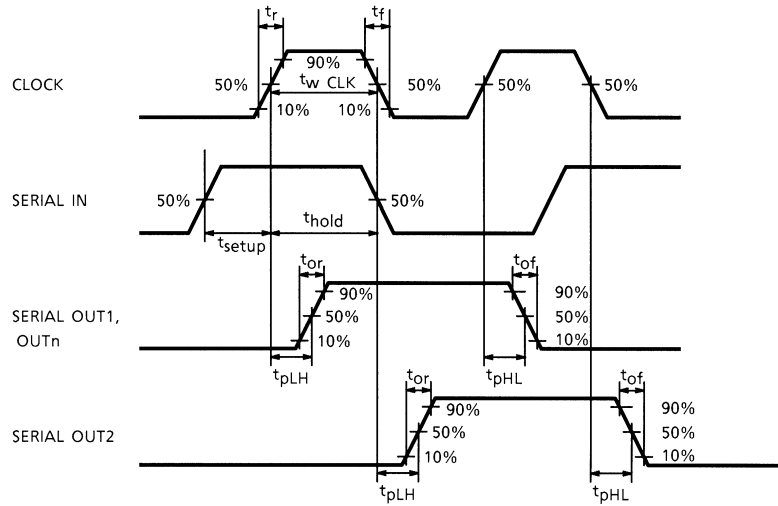 tr tf
90%
CLOCK 50% tw CLK 50% 50% 50%
10% 10%
SERIAL IN 50% 50%
tsetup thold
tor tof
90% 90%
SERIAL OUT1, 50% 50%
OUTn 10% 10%
tpLH tpHL
tor tof
90% 90%
SERIAL OUT2 50% 50%
10% 10%
tpLH tpHL